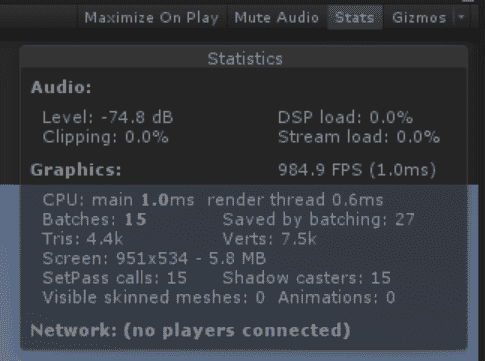 Maximize On Play Mute Audio Stats Gizmos
Statistics
Audio:
Level: -74.8 dB DSP load: 0.0%
Clipping: 0.0% Stream load: 0.0%
Graphics: 984.9 FPS (1.0ms)
CPU: main 1.0ms render thread 0.6ms
Batches: 15 Saved by batching: 27
Tris: 4.4k Verts: 7.5k
Screen: 951x534 - 5.8 MB
SetPass calls: 15 Shadow casters: 15
Visible skinned meshes: 0 Animations: 0
Network: (no players connected)